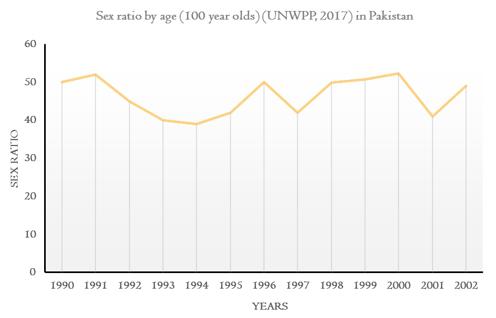 Sex ratio by age (100 year olds) (UNWPP, 2017) in Pakistan
60
50
40
30
20
10
0
SEX RATIO
1990 1991 1992 1993 1994 1995 1996 1997 1998 1999 2000 2001 2002
YEARS